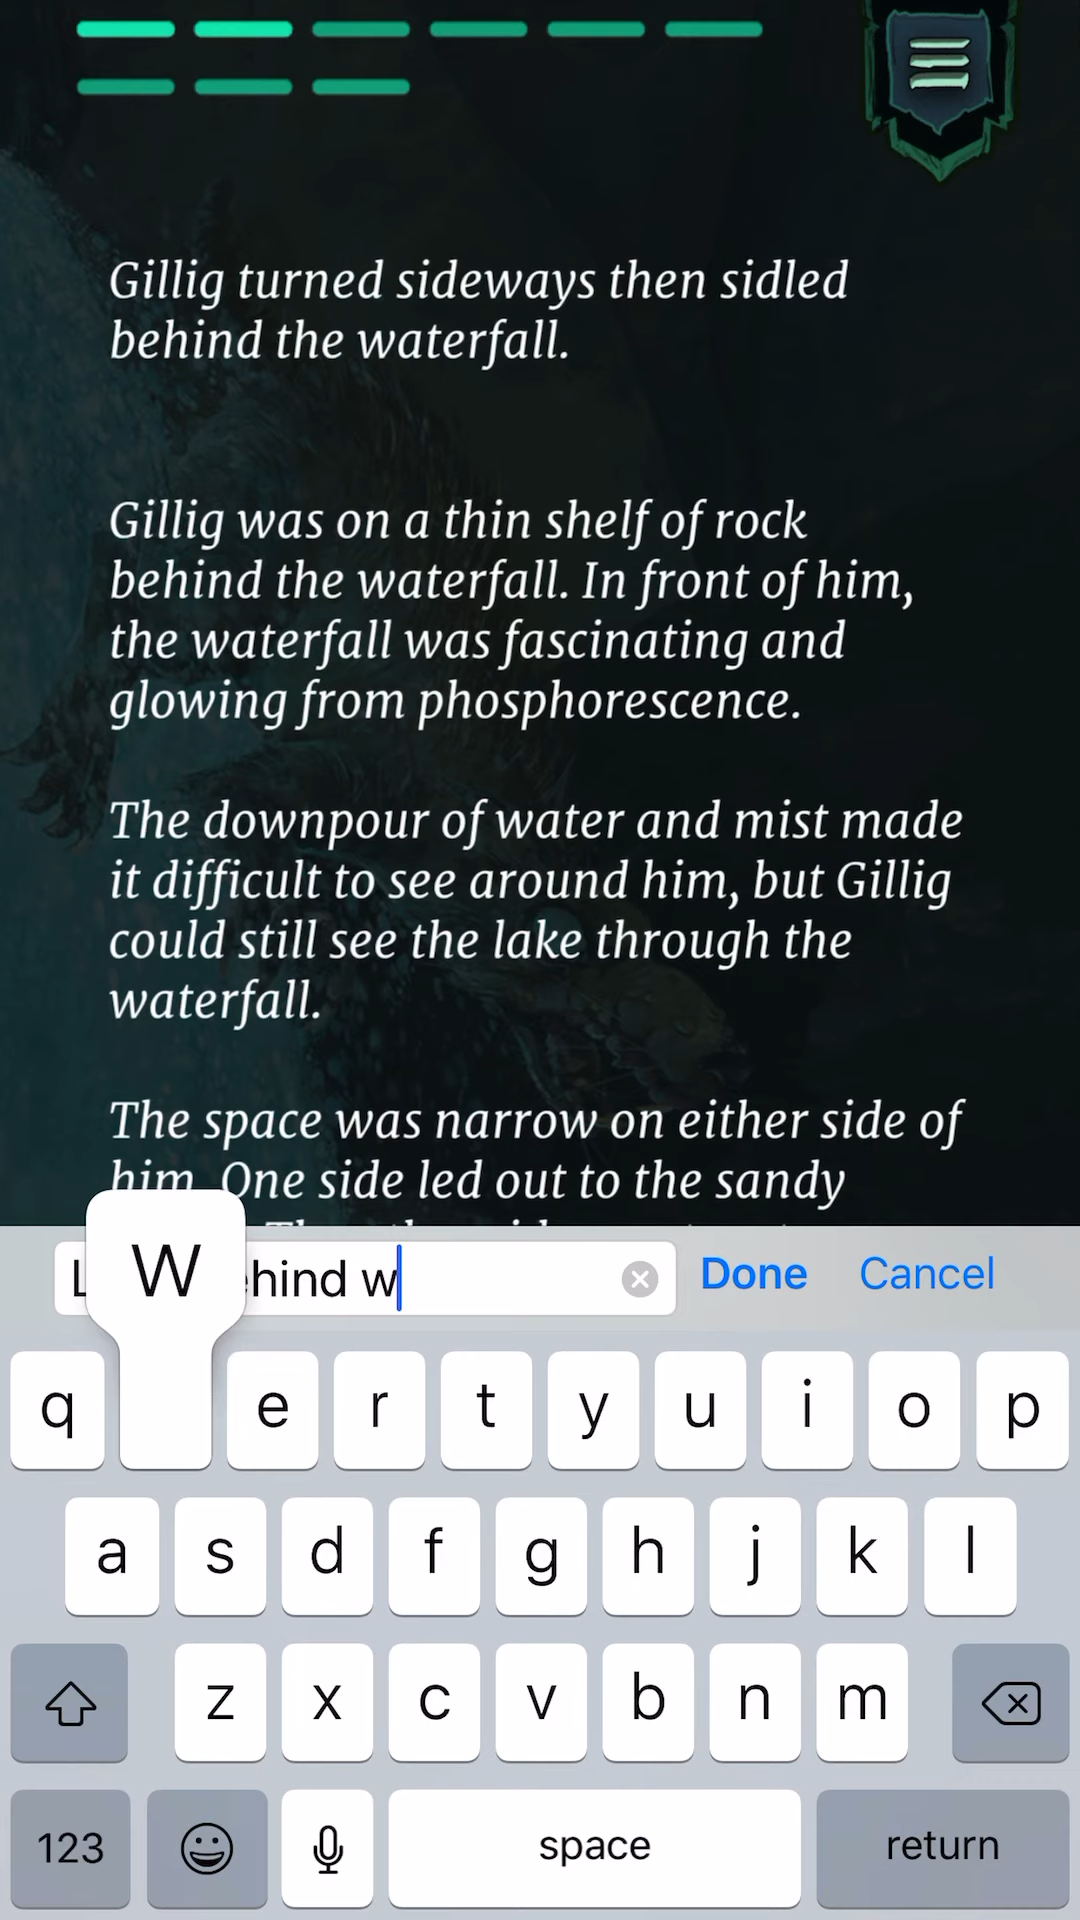 Gillig turned sideways then sidled
behind the waterfall.
Gillig was on a thin shelf of rock
behind the waterfall. In front of him,
the waterfall was fascinating and
glowing from phosphorescence.
The downpour of water and mist made
it difficult to see around him, but Gillig
could still see the lake through the
waterfall.
The space was narrow on either side of
him. One side led out to the sandy
W
hind w
Done
Cancel
q e r t y u i o p
a s d f g h j k l
z x c v b n m
123 space return